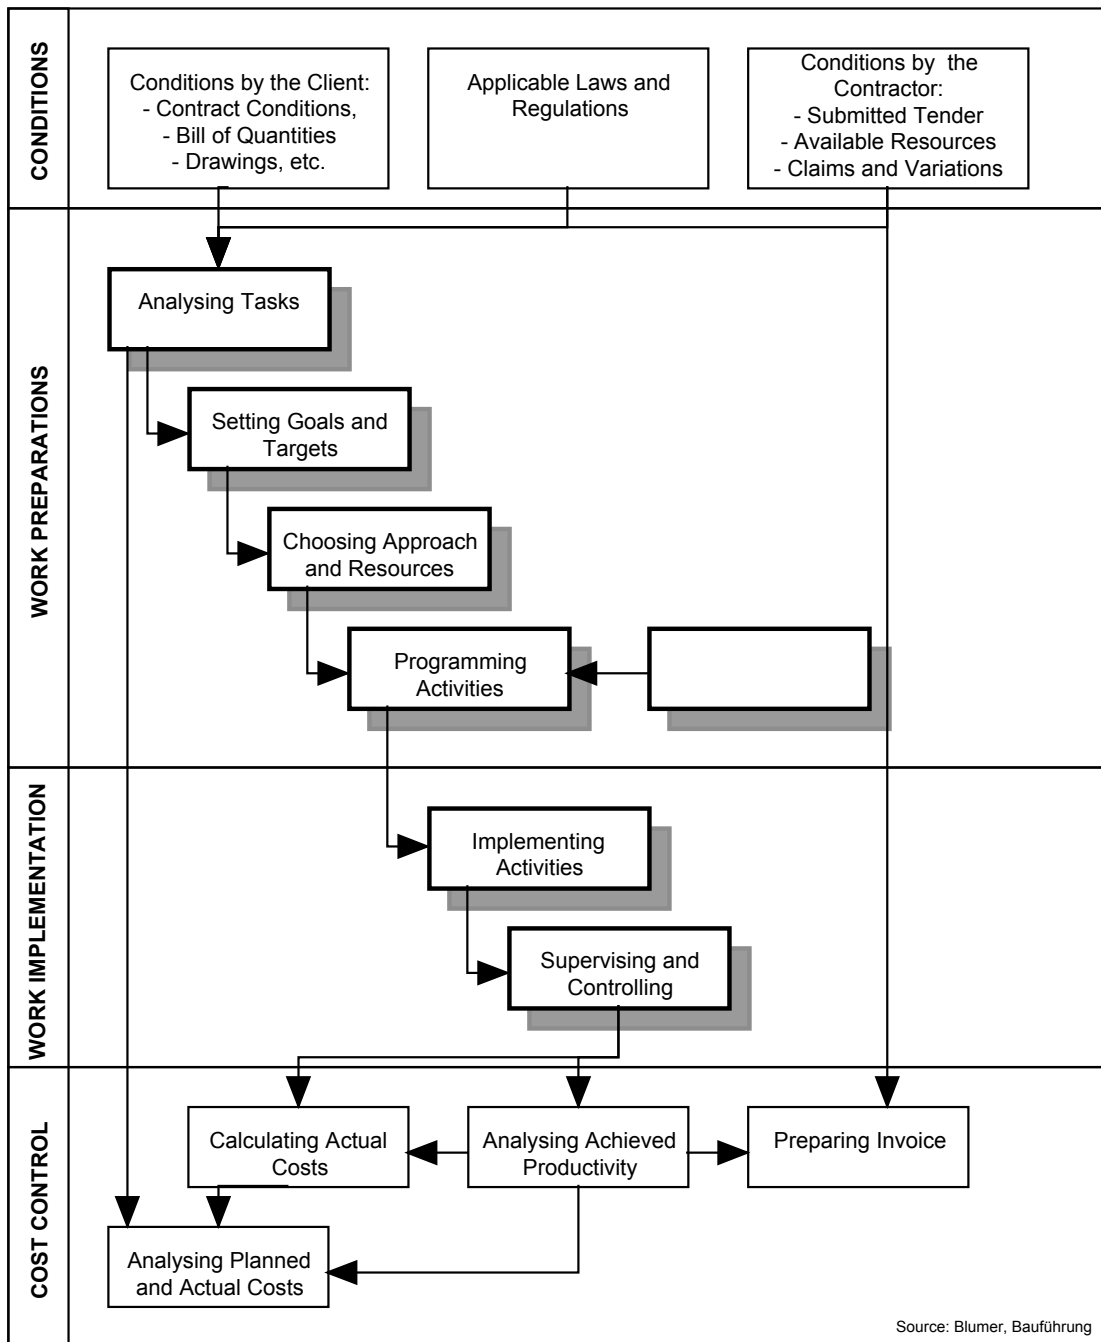 CONDITIONS
Conditions by the Client:
- Contract Conditions,
- Bill of Quantities
- Drawings, etc.
Applicable Laws and
Regulations
Conditions by the
Contractor:
- Submitted Tender
- Available Resources
- Claims and Variations
WORK PREPARATIONS
Analysing Tasks
Setting Goals and
Targets
Choosing Approach
and Resources
Programming
Activities
WORK IMPLEMENTATION
Implementing
Activities
Supervising and
Controlling
COST CONTROL
Calculating Actual
Costs
Analysing Achieved
Productivity
Preparing Invoice
Analysing Planned
and Actual Costs
Source: Blumer, Bauführung